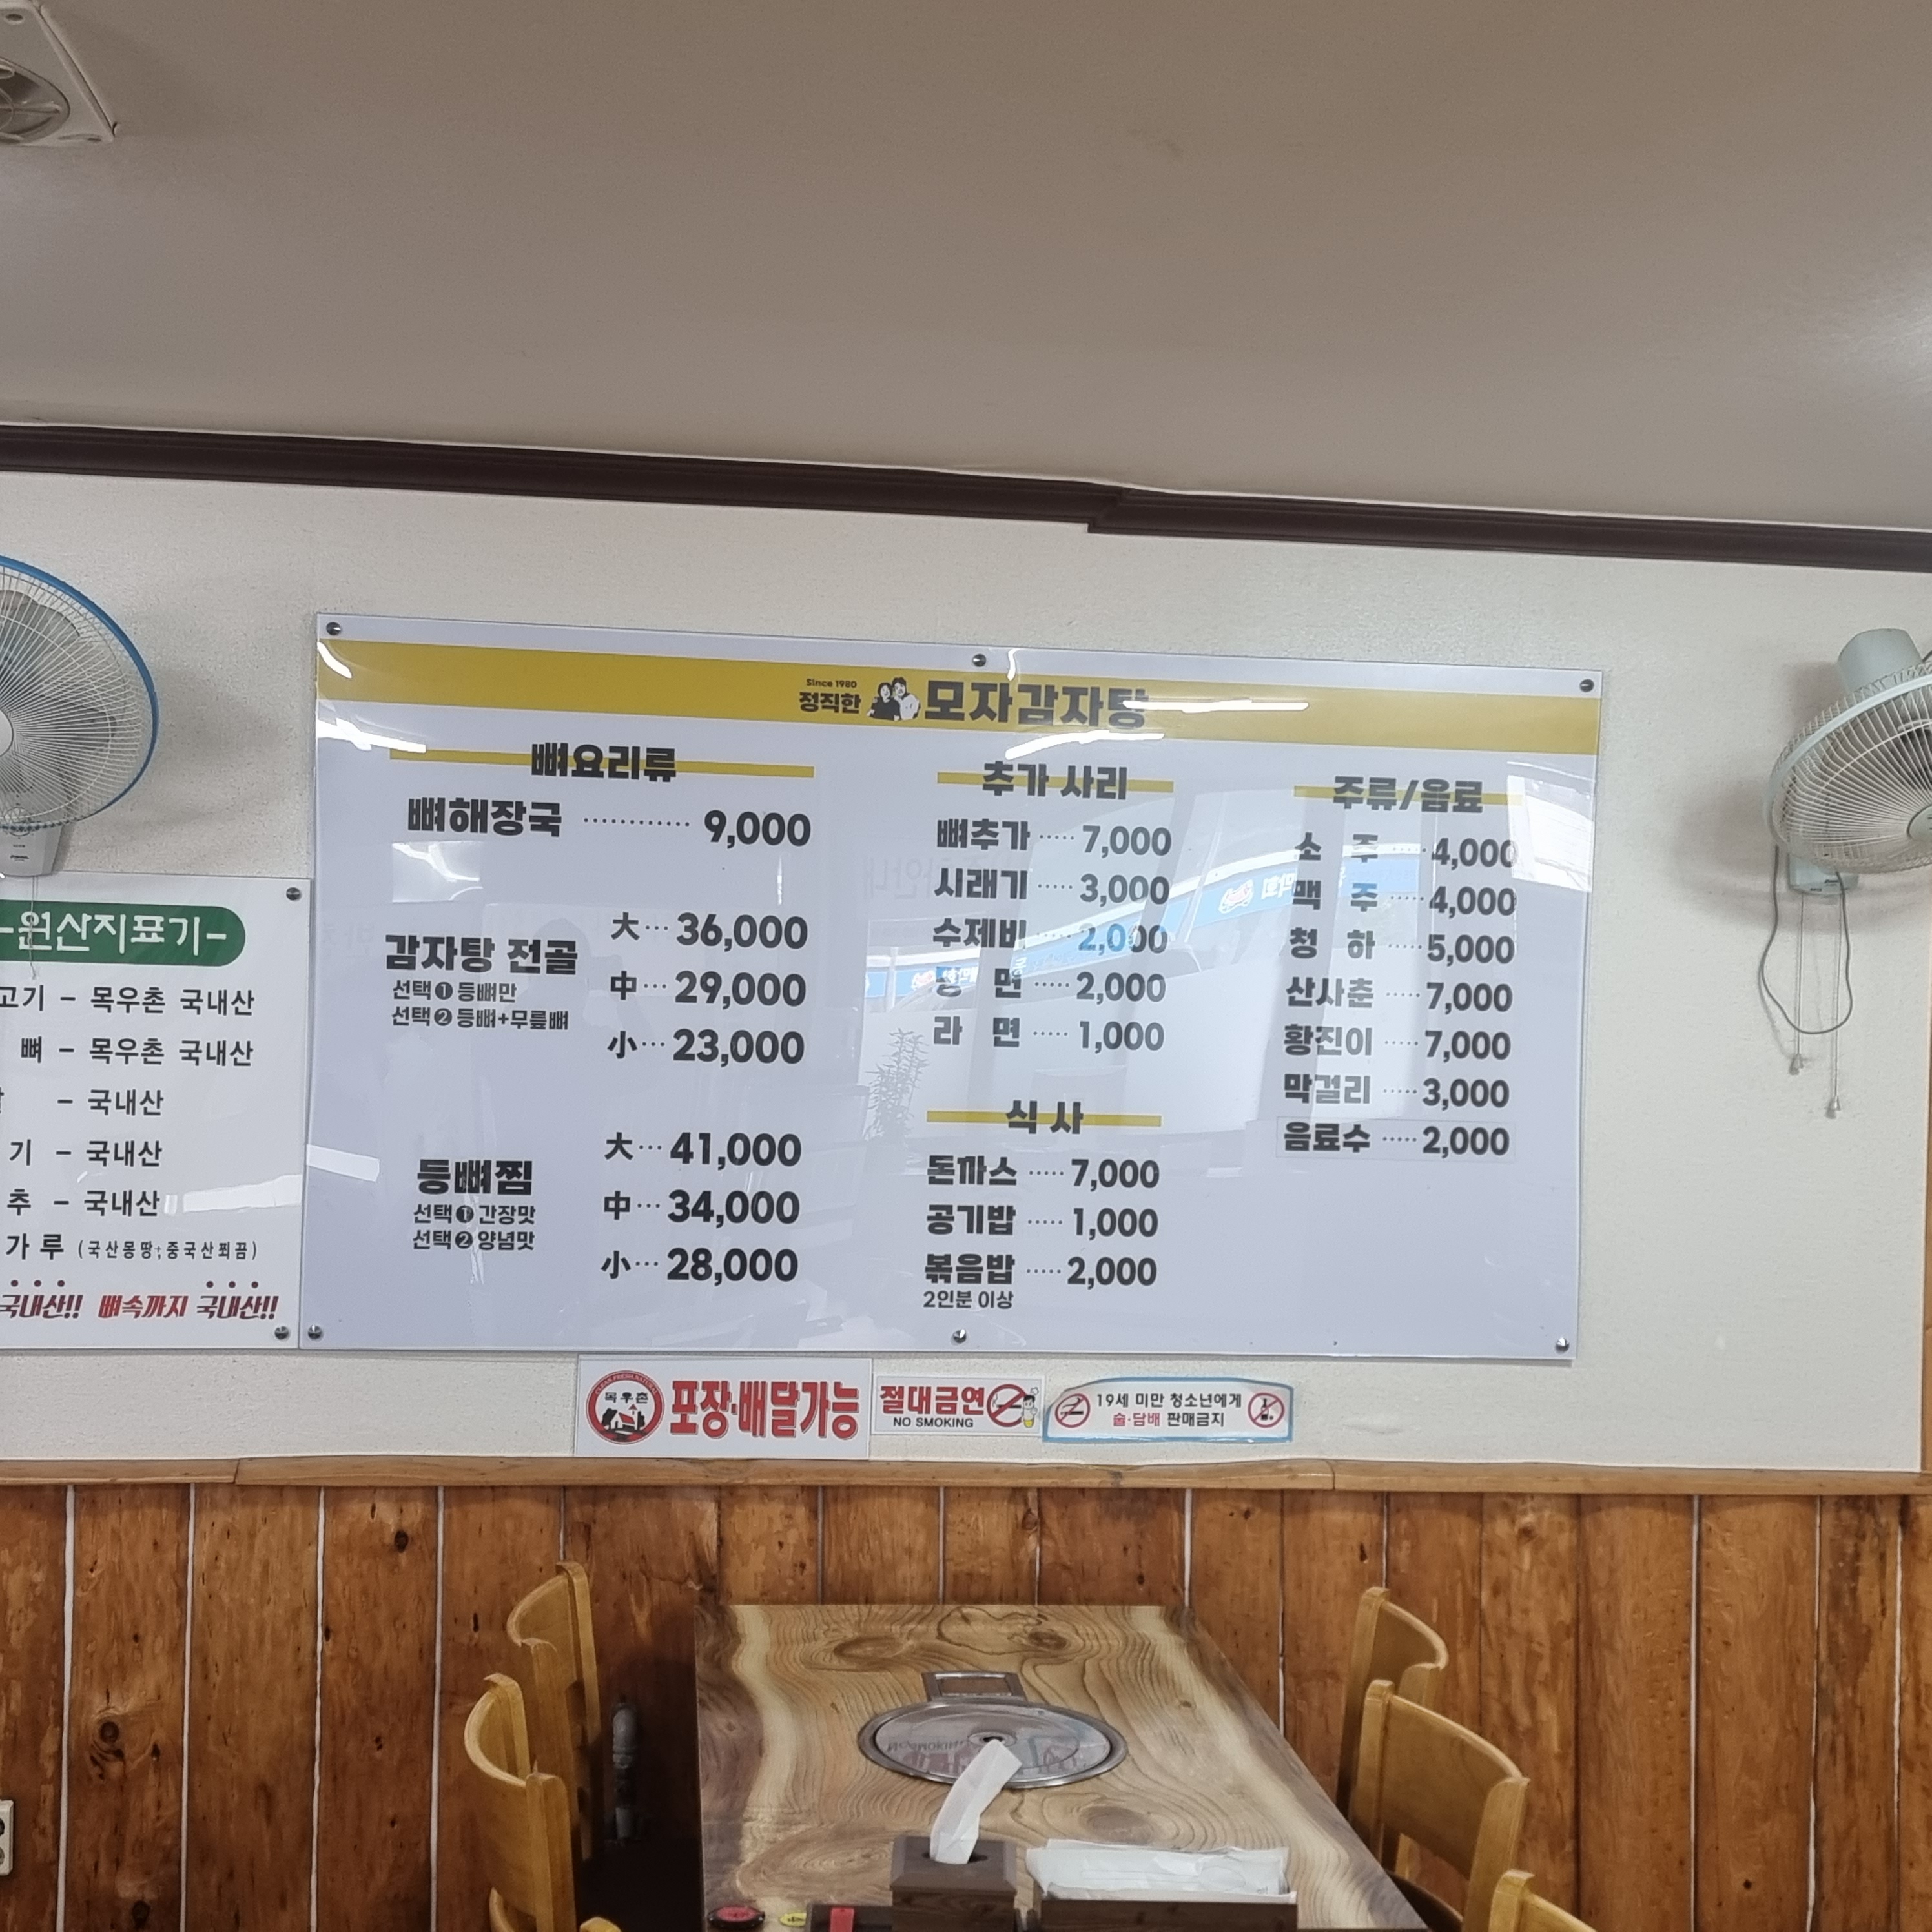 Since 1980
정직한 모자감자탕
뼈요리류
뼈해장국 ············ 9,000
감자탕 전골
선택❶ 등뼈만
선택❷ 등뼈+무릎뼈
大··· 36,000
中··· 29,000
小··· 23,000
등뼈찜
선택❶ 간장맛
선택❷ 양념맛
大··· 41,000
中··· 34,000
小··· 28,000
추가 사리
뼈추가 ····· 7,000
시래기 ····· 3,000
수제비 ····· 2,000
면 ····· 2,000
라 면 ····· 1,000
식 사
돈까스 ····· 7,000
공기밥 ····· 1,000
볶음밥 ····· 2,000
2인분 이상
주류/음료
소 주 ····· 4,000
맥 주 ····· 4,000
청 하 ····· 5,000
산사춘 ····· 7,000
황진이 ····· 7,000
막걸리 ····· 3,000
음료수 ····· 2,000
-원산지표기-
고기 - 목우촌 국내산
뼈 - 목우촌 국내산
- 국내산
기 - 국내산
추 - 국내산
가루 (국산몽땅;중국산쬐끔)
국내산!! 뼈속까지 국내산!!
목우촌
포장·배달가능
절대금연
NO SMOKING
19세 미만 청소년에게
술·담배 판매금지